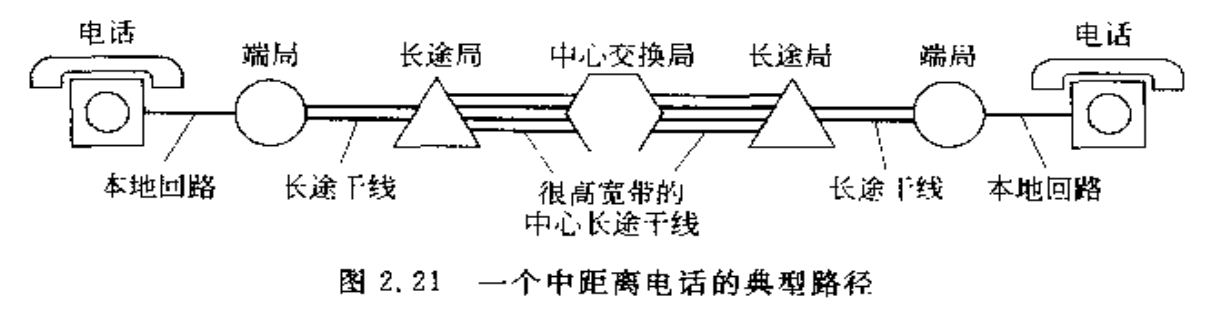 电话
端局
长途局
中心交换局
长途局
端局
电话
本地回路
长途干线
很高宽带的
中心长途干线
长途干线
本地回路
图 2.21 一个中距离电话的典型路径